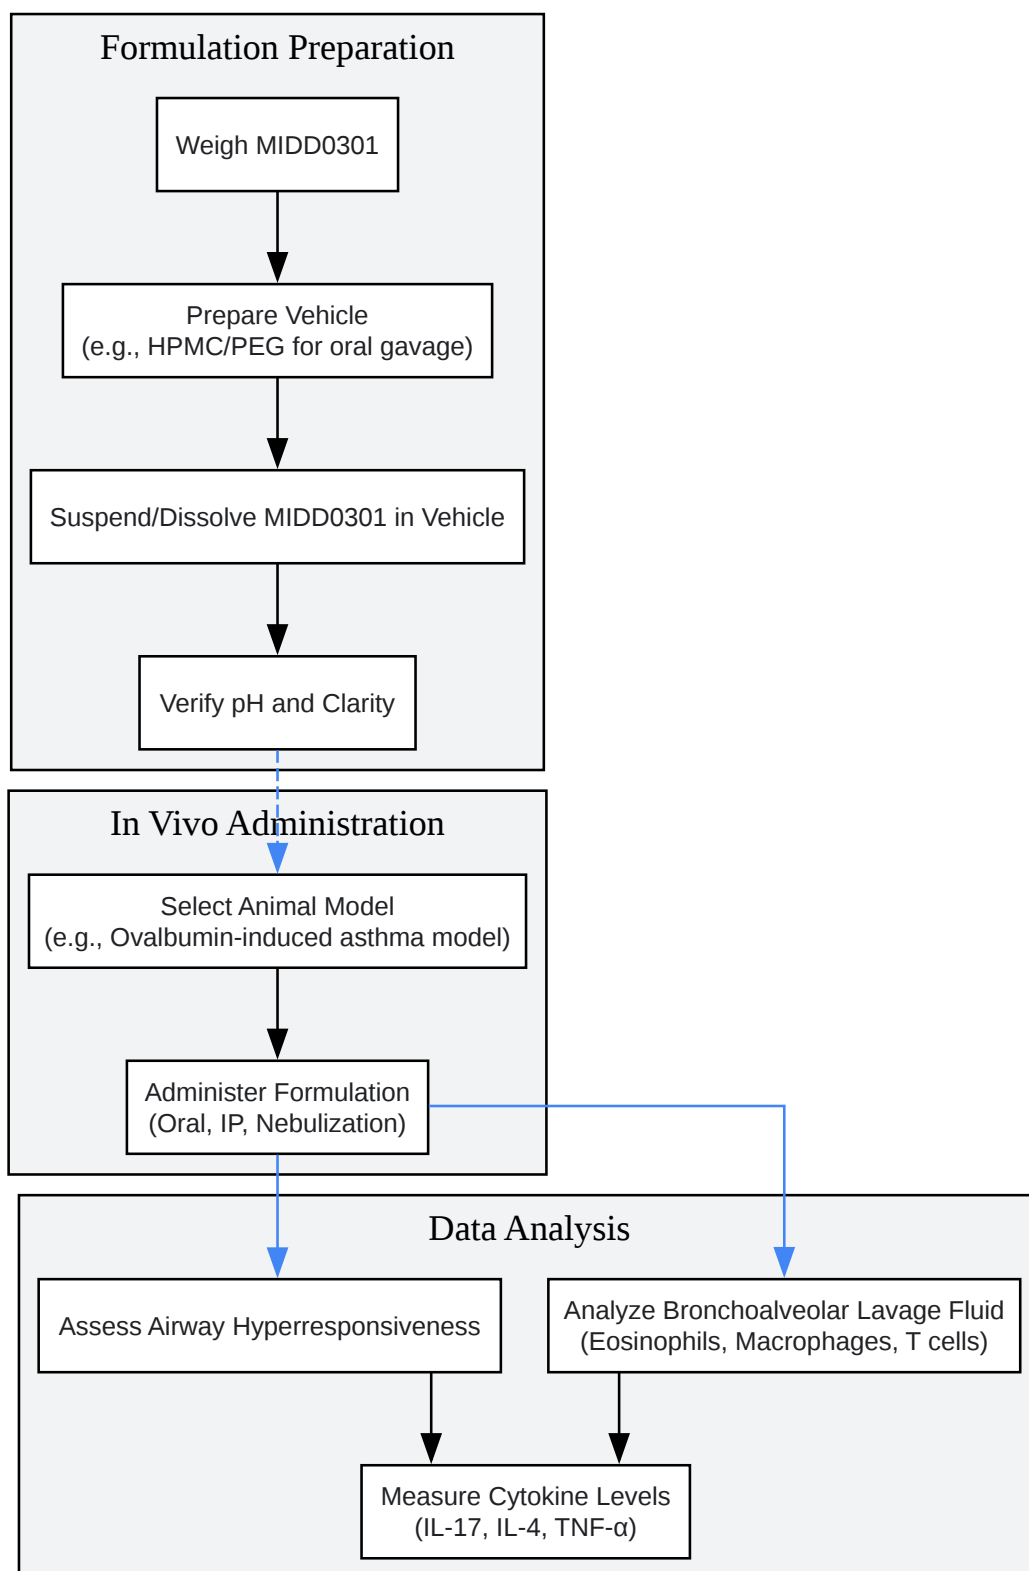 Formulation Preparation
Weigh MIDD0301
Prepare Vehicle
(e.g., HPMC/PEG for oral gavage)
Suspend/Dissolve MIDD0301 in Vehicle
Verify pH and Clarity
In Vivo Administration
Select Animal Model
(e.g., Ovalbumin-induced asthma model)
Administer Formulation
(Oral, IP, Nebulization)
Data Analysis
Assess Airway Hyperresponsiveness
Analyze Bronchoalveolar Lavage Fluid
(Eosinophils, Macrophages, T cells)
Measure Cytokine Levels
(IL-17, IL-4, TNF-α)